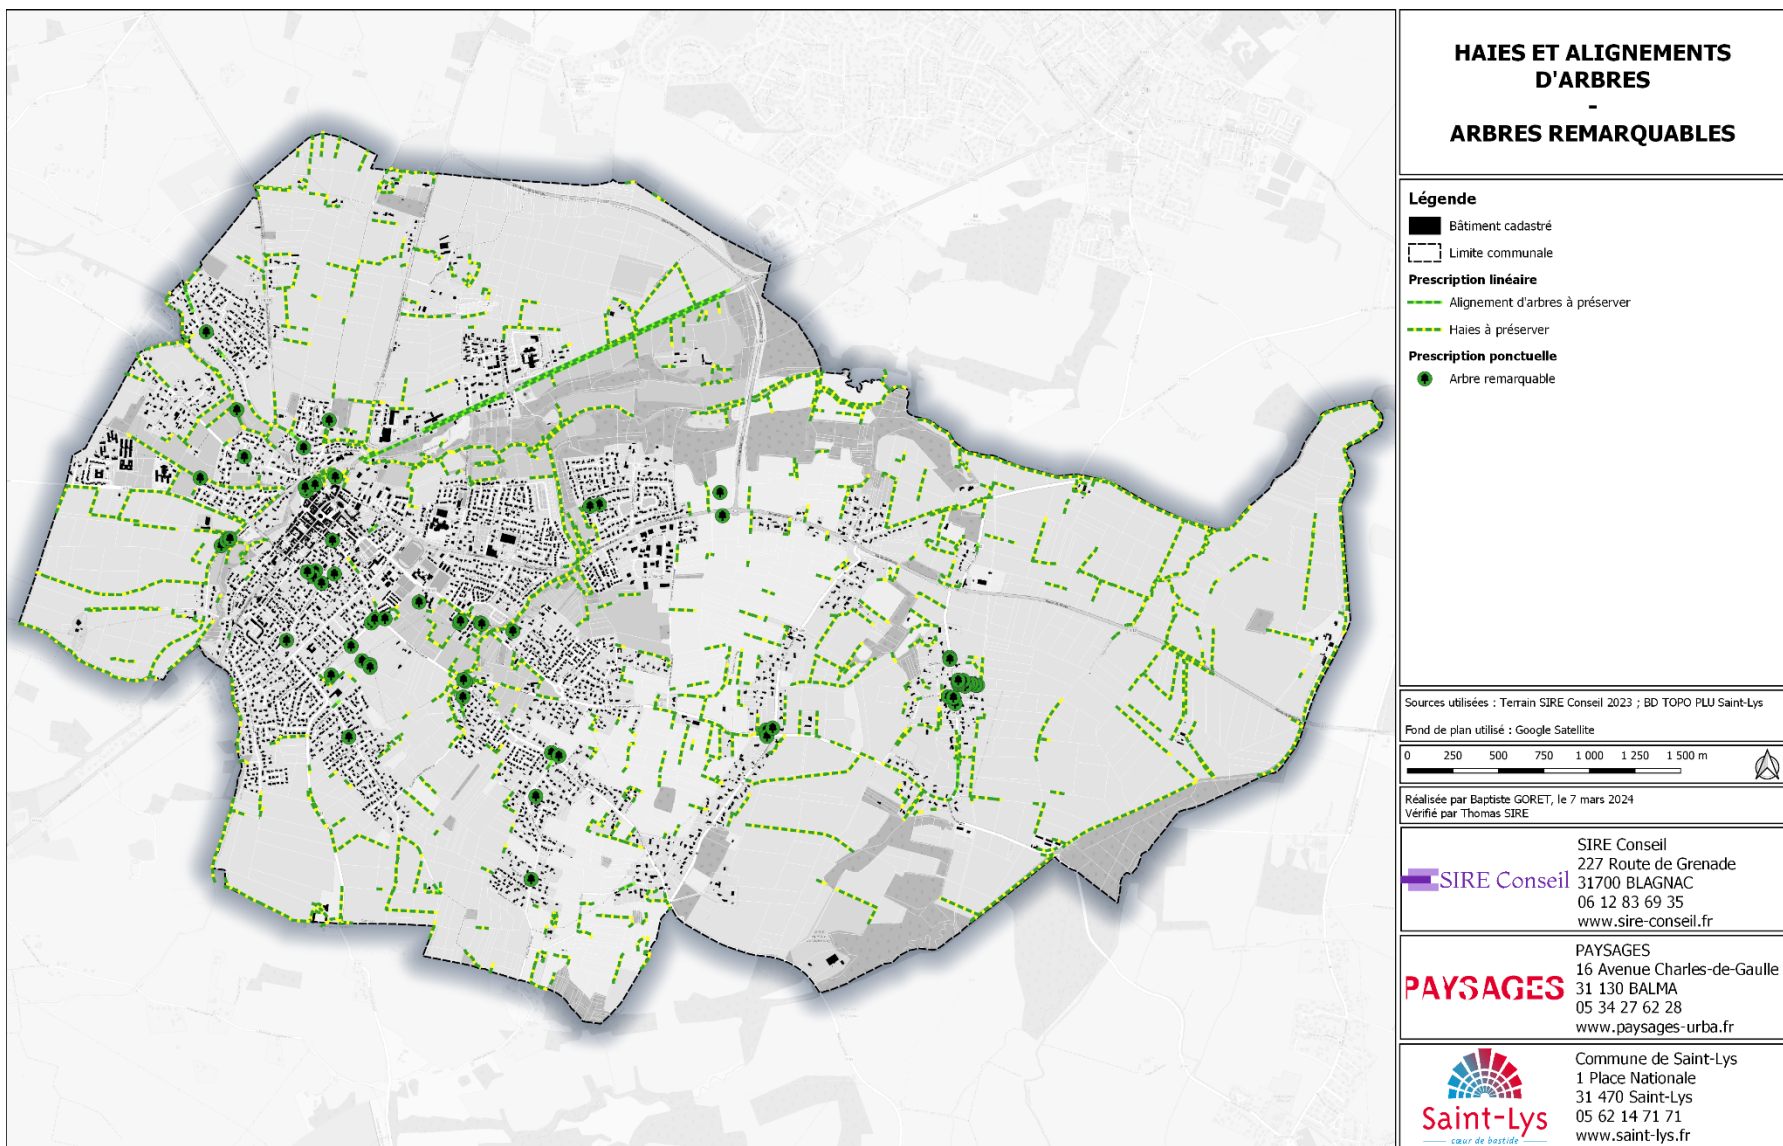 HAIES ET ALIGNEMENTS
D'ARBRES
-
ARBRES REMARQUABLES
Légende
Bâtiment cadastré
Limite communale
Prescription linéaire
Alignement d'arbres à préserver
Haies à préserver
Prescription ponctuelle
Arbre remarquable
Sources utilisées : Terrain SIRE Conseil 2023 ; BD TOPO PLU Saint-Lys
Fond de plan utilisé : Google Satellite
0 250 500 750 1 000 1 250 1 500 m
Réalisée par Baptiste GORET, le 7 mars 2024
Vérifié par Thomas SIRE
SIRE Conseil
SIRE Conseil
227 Route de Grenade
31700 BLAGNAC
06 12 83 69 35
www.sire-conseil.fr
PAYSAGES
PAYSAGES
16 Avenue Charles-de-Gaulle
31 130 BALMA
05 34 27 62 28
www.paysages-urba.fr
Saint-Lys
cœur de bastide
Commune de Saint-Lys
1 Place Nationale
31 470 Saint-Lys
05 62 14 71 71
www.saint-lys.fr